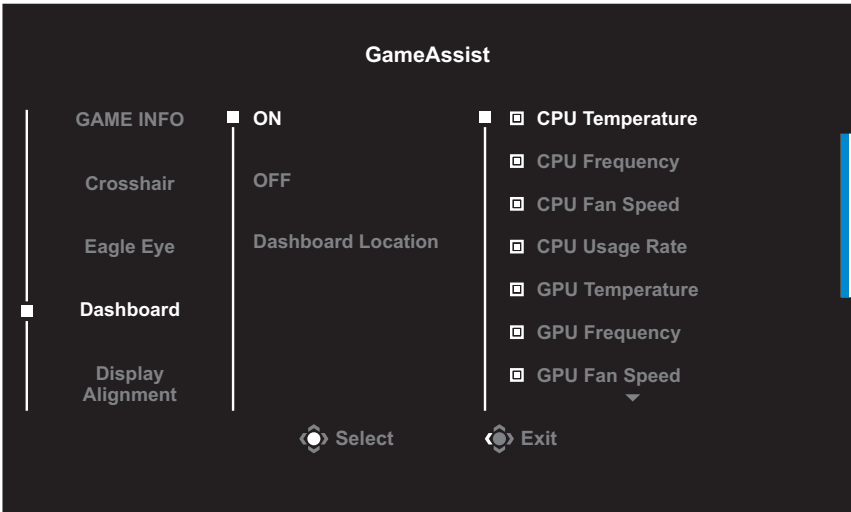 GameAssist
GAME INFO
Crosshair
Eagle Eye
Dashboard
Display
Alignment
ON
OFF
Dashboard Location
CPU Temperature
CPU Frequency
CPU Fan Speed
CPU Usage Rate
GPU Temperature
GPU Frequency
GPU Fan Speed
Select
Exit